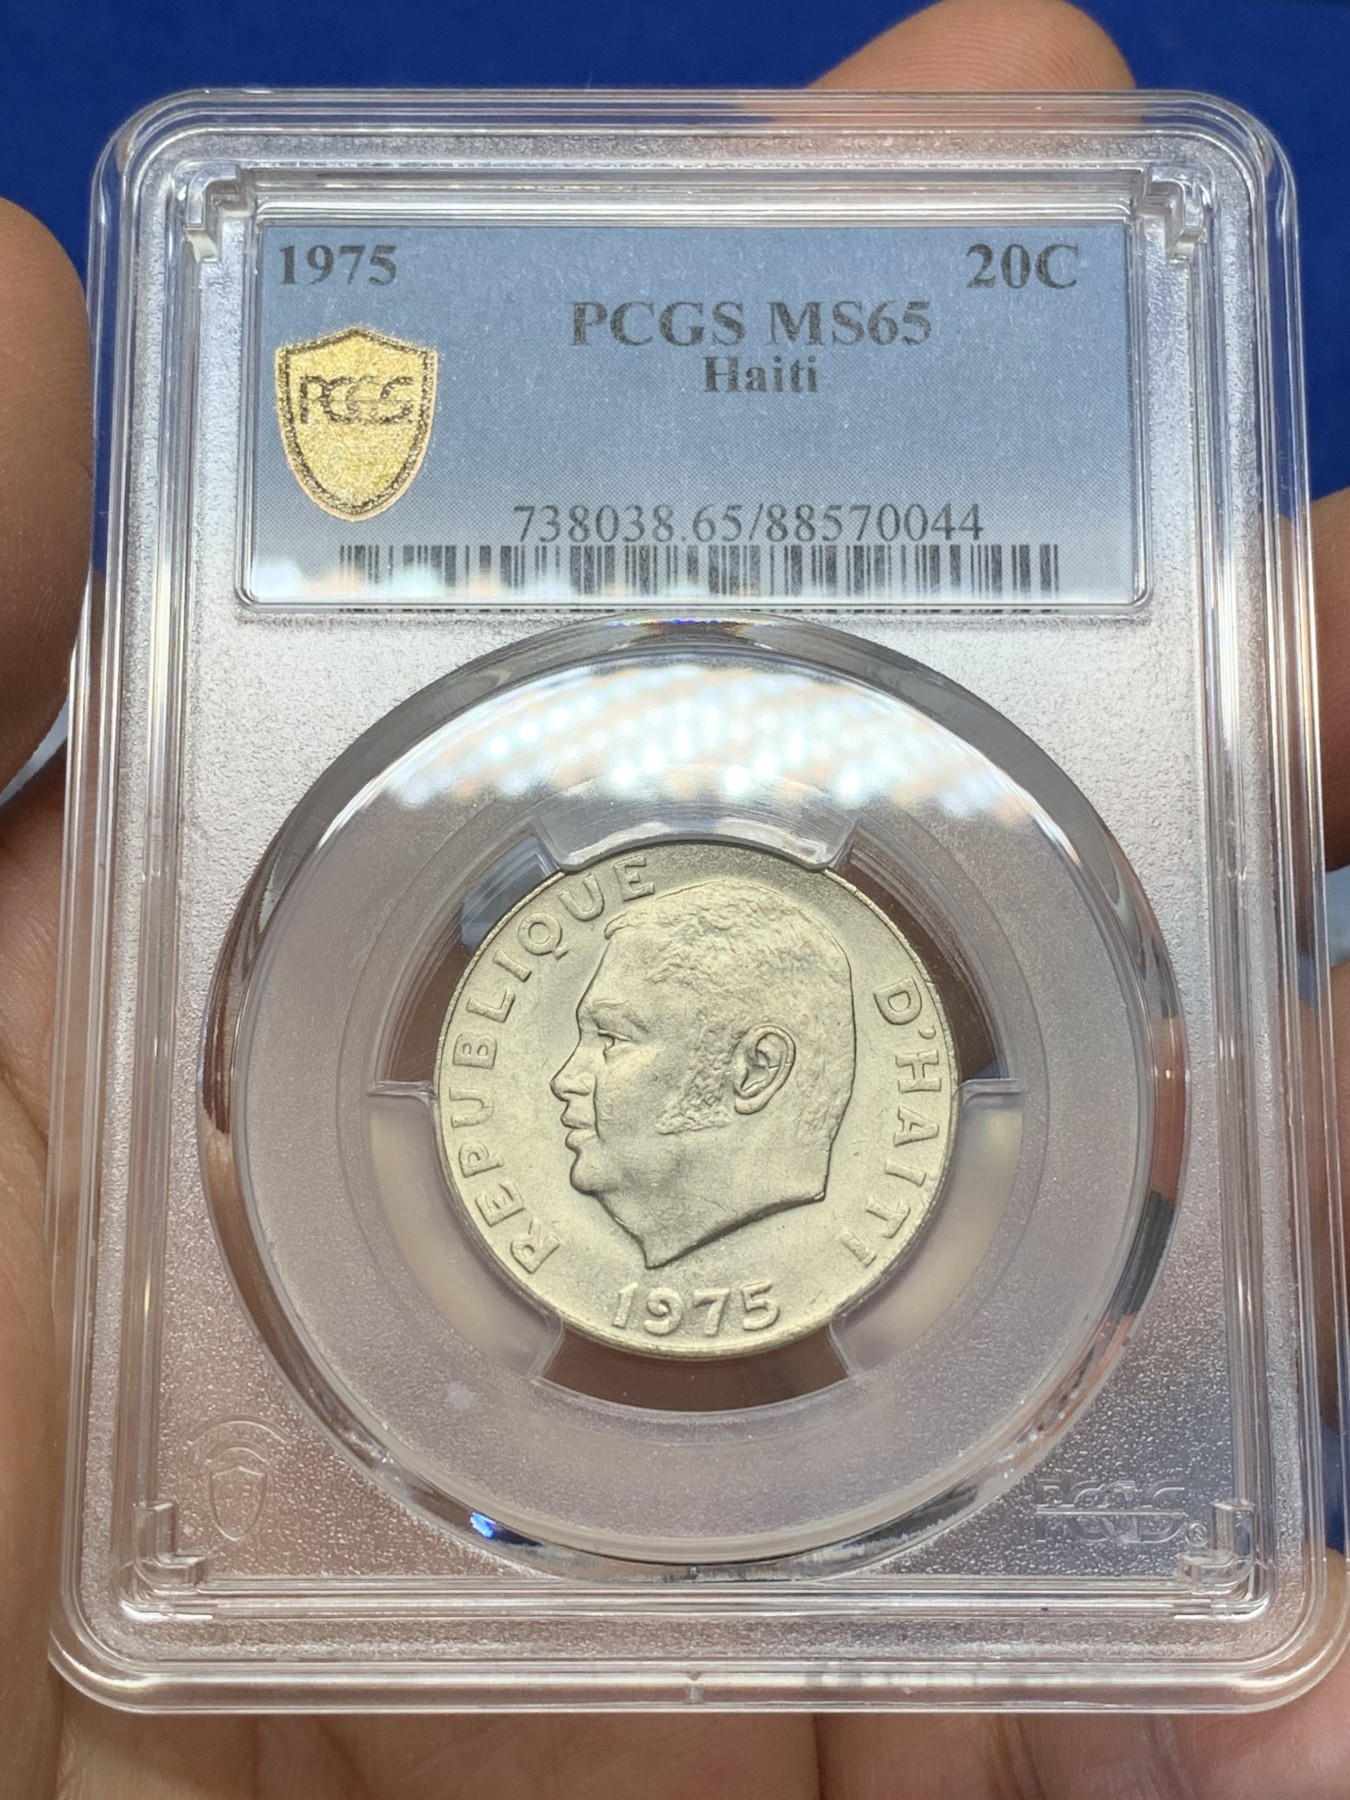 1975 20C
PCGS MS65
Haiti
PCGS
738038.65/88570044
REPUBLIQUE D'HAITI
1975
PCGS